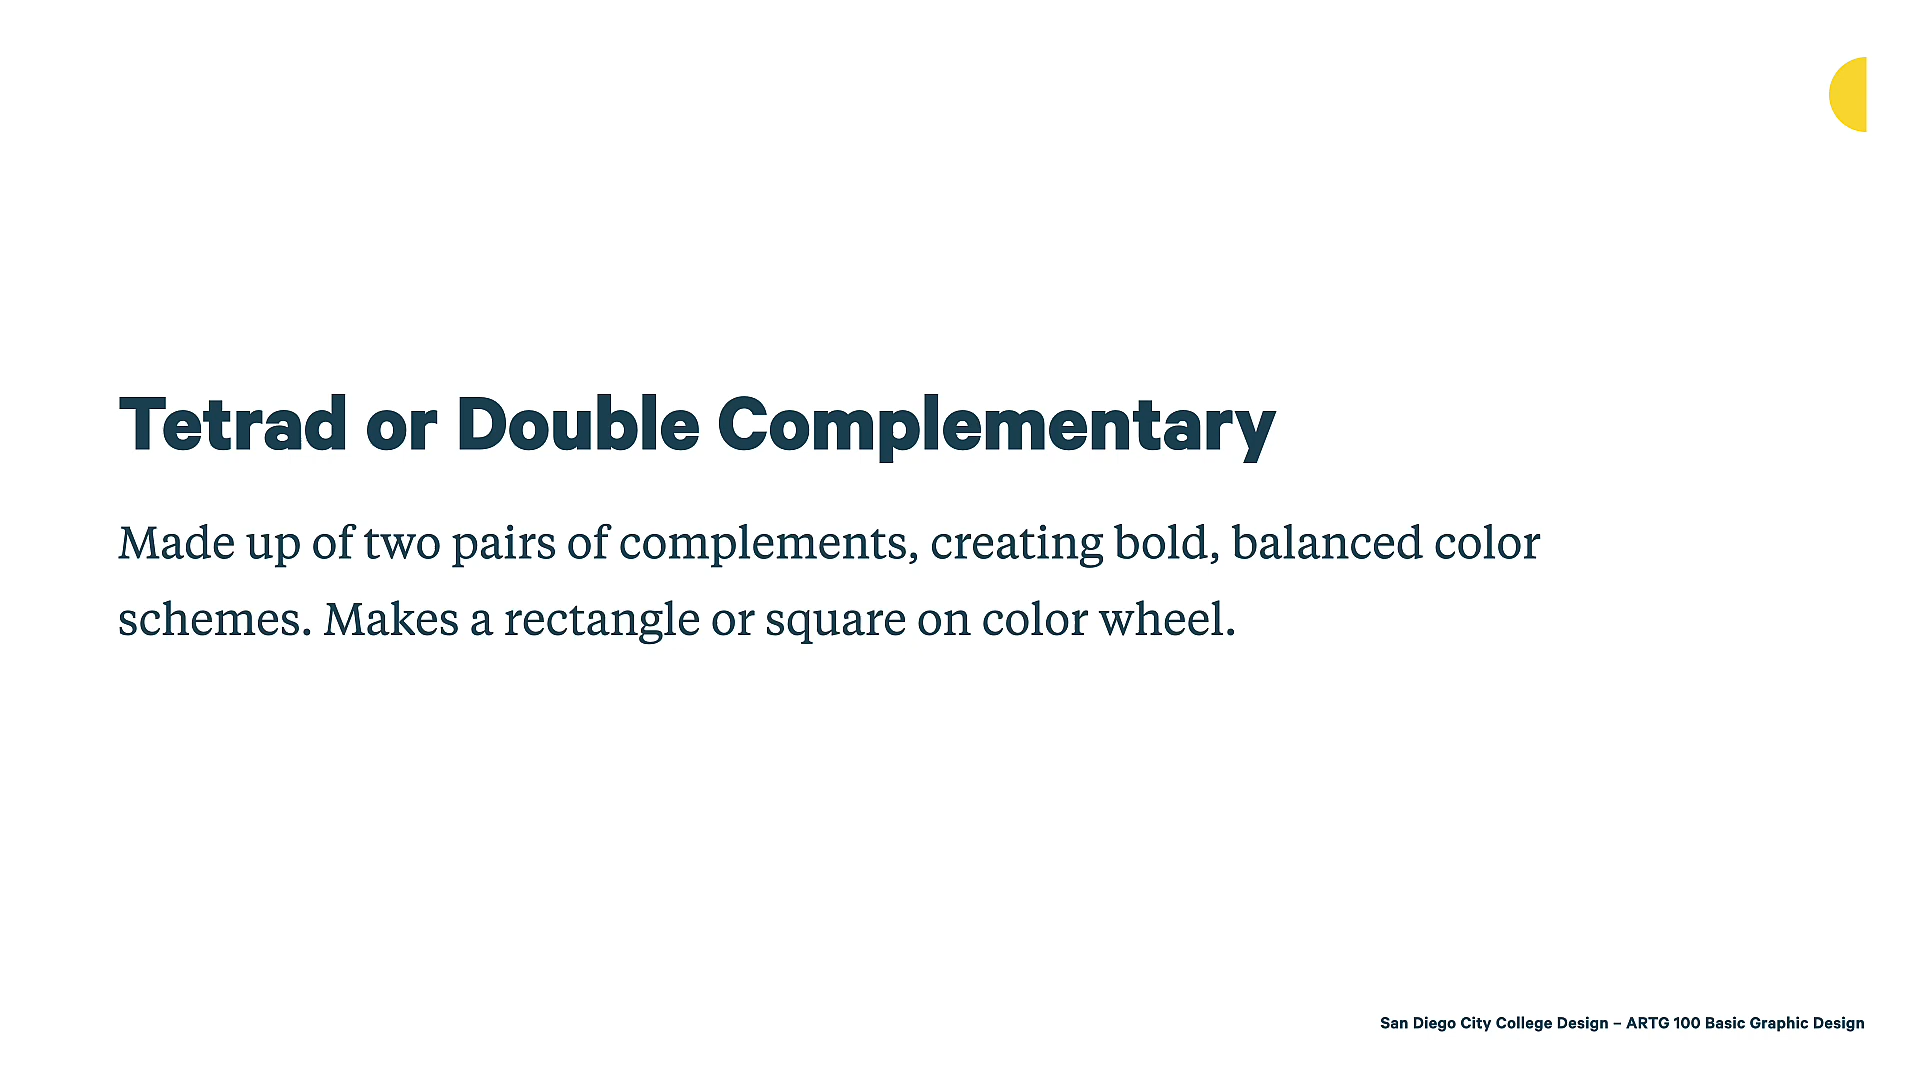 Tetrad or Double Complementary
Made up of two pairs of complements, creating bold, balanced color
schemes. Makes a rectangle or square on color wheel.
San Diego City College Design – ARTG 100 Basic Graphic Design